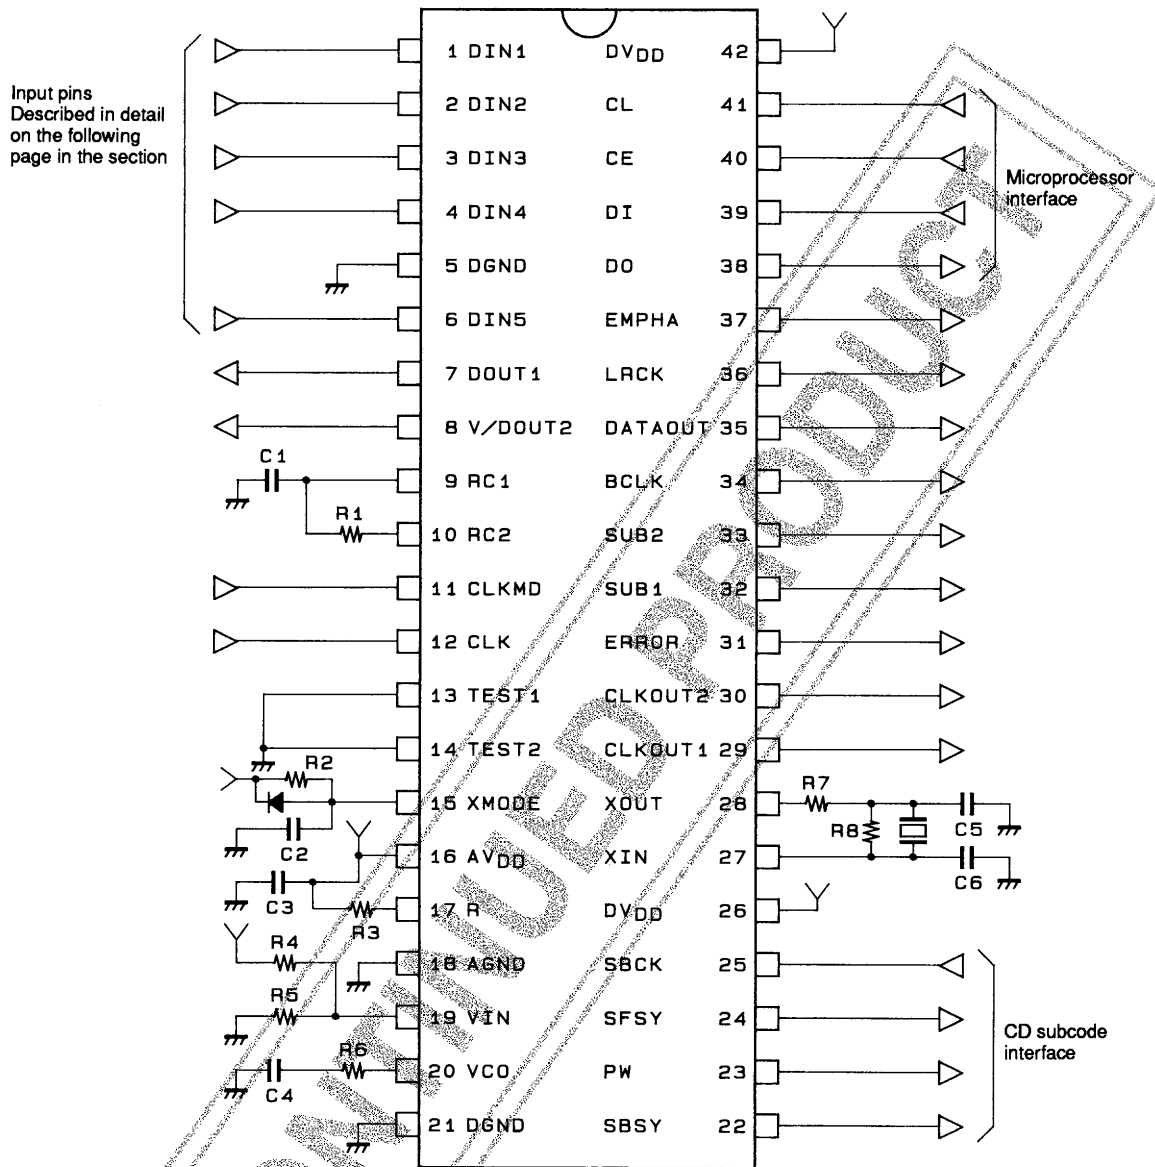 Input pins
Described in detail
on the following
page in the section
1 DIN1
2 DIN2
3 DIN3
4 DIN4
5 DGND
6 DIN5
7 DOUT1
8 V/DOUT2
9 RC1
10 RC2
11 CLKMD
12 CLK
13 TEST1
14 TEST2
15 XMODE
16 AVDD
17 R
18 AGND
19 VIN
20 VCO
21 DGND
DVDD 42
CL 41
CE 40
DI 39
DO 38
EMPHA 37
LRCK 36
DATAOUT 35
BCLK 34
SUB2 33
SUB1 32
ERROR 31
CLKOUT2 30
CLKOUT1 29
XOUT 28
XIN 27
DVDD 26
SBCK 25
SFSY 24
PW 23
SBSY 22
C1
R1
R2
C2
C3
R3
R4
R5
R6
C4
R7
R8
C5
C6
Microprocessor
interface
CD subcode
interface
ONTINUED PRODUCT